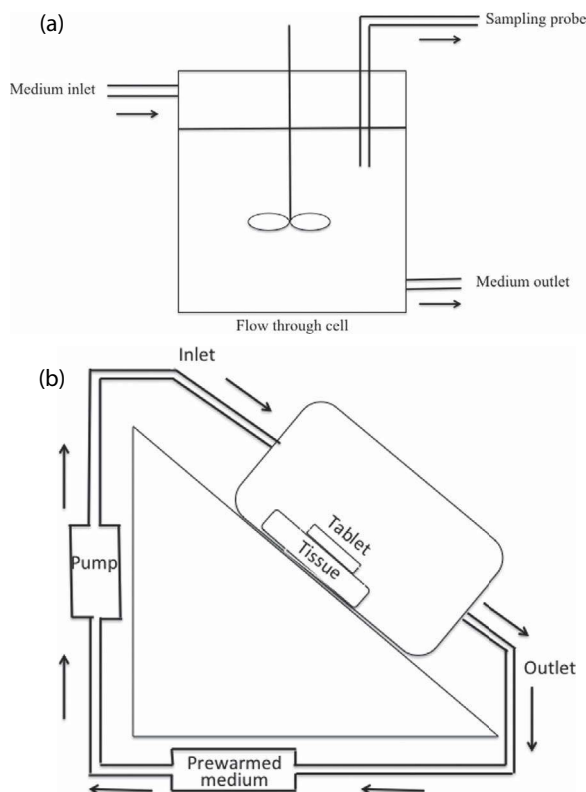 (a)
Sampling probe
Medium inlet
Medium outlet
Flow through cell
(b)
Inlet
Tablet
Tissue
Pump
Outlet
Prewarmed
medium